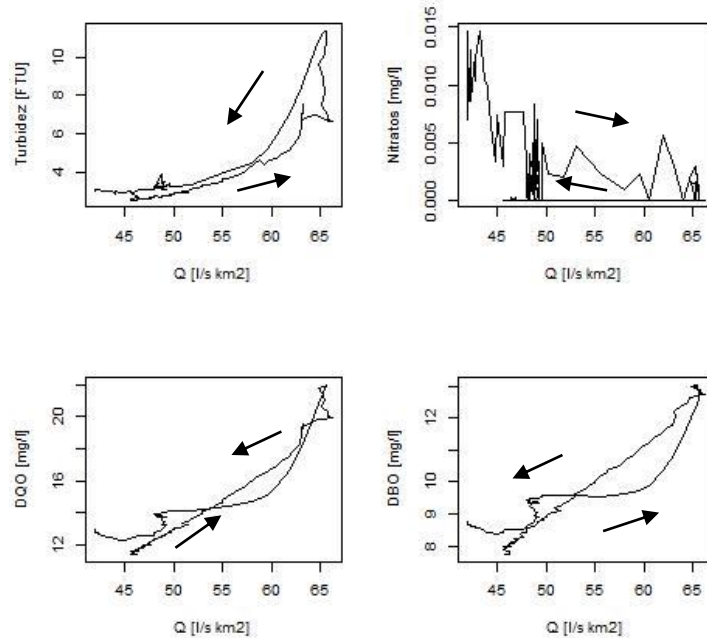 Turbidez [FTU]
4 6 8 10
45 50 55 60 65
Q [l/s km2]
Nitratos [mg/l]
0.000 0.005 0.010 0.015
45 50 55 60 65
Q [l/s km2]
DQO [mg/l]
12 16 20
45 50 55 60 65
Q [l/s km2]
DBO [mg/l]
8 9 10 12
45 50 55 60 65
Q [l/s km2]